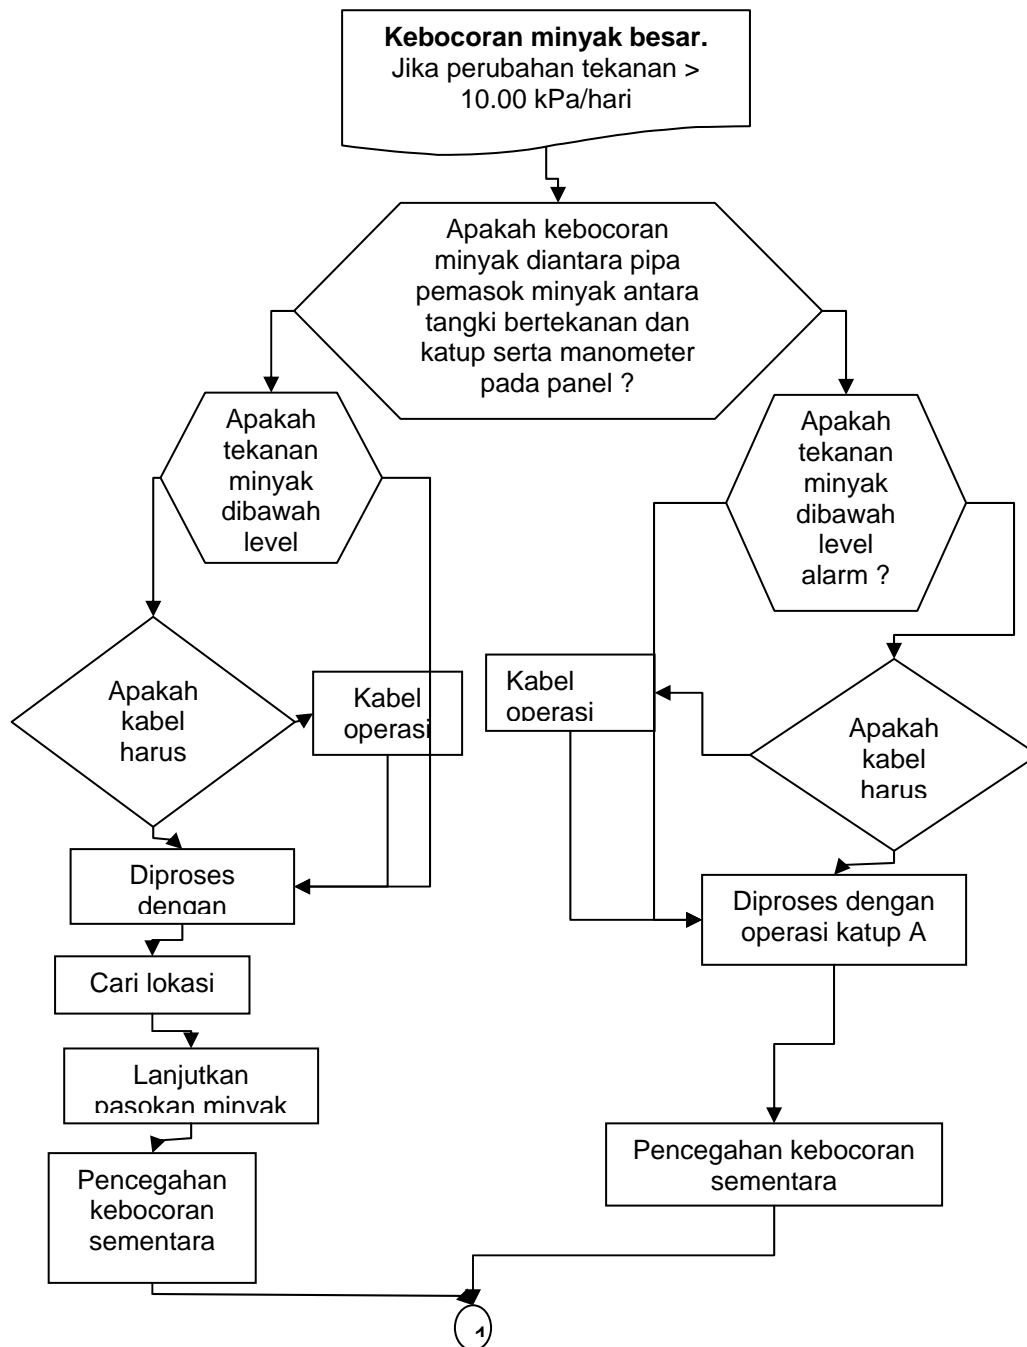 Kebocoran minyak besar.
Jika perubahan tekanan >
10.00 kPa/hari
Apakah kebocoran
minyak diantara pipa
pemasok minyak antara
tangki bertekanan dan
katup serta manometer
pada panel ?
Apakah
tekanan
minyak
dibawah
level
Apakah
tekanan
minyak
dibawah
level
alarm ?
Apakah
kabel
harus
Kabel
operasi
Kabel
operasi
Apakah
kabel
harus
Diproses
dengan
Diproses dengan
operasi katup A
Cari lokasi
Lanjutkan
pasokan minyak
Pencegahan
kebocoran
sementara
Pencegahan kebocoran
sementara
1